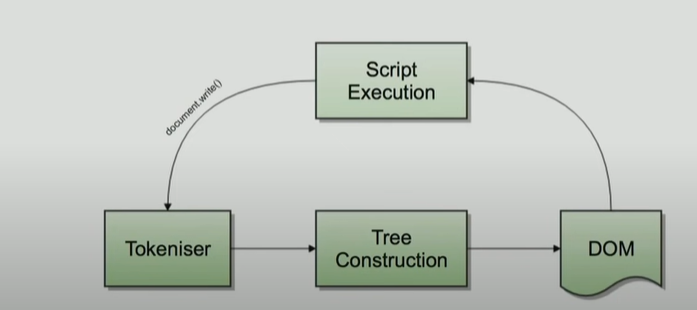 Script
Execution
document.write()
Tokeniser
Tree
Construction
DOM